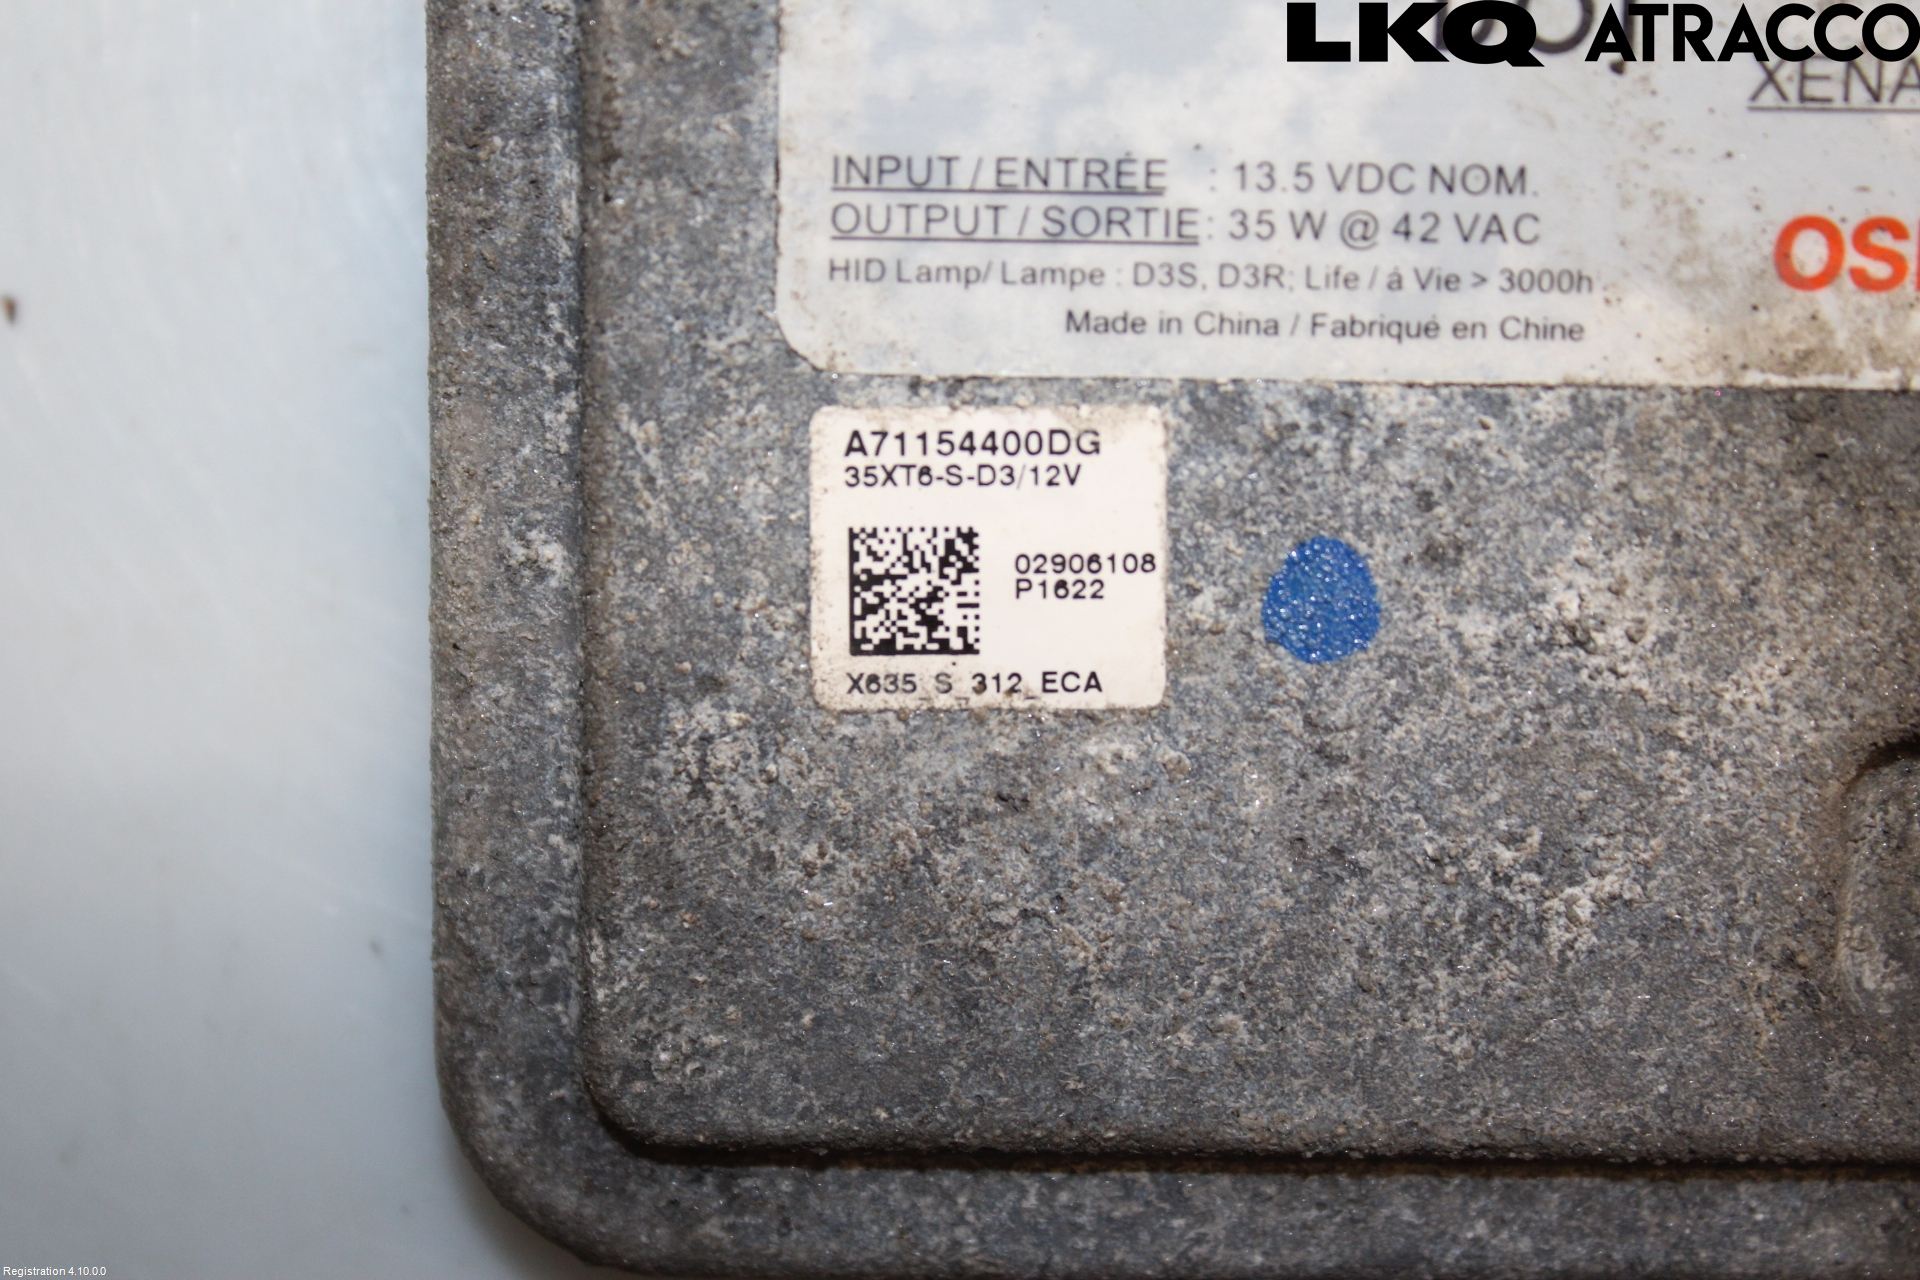 LKQ ATRACCO
INPUT / ENTRÉE : 13.5 VDC NOM.
OUTPUT / SORTIE : 35 W @ 42 VAC
HID Lamp/ Lampe : D3S, D3R; Life / á Vie > 3000h
Made in China / Fabriqué en Chine
A71154400DG
35XT6-S-D3/12V
02906108
P1622
X635_S_312_ECA
Registration 4.10.0.0